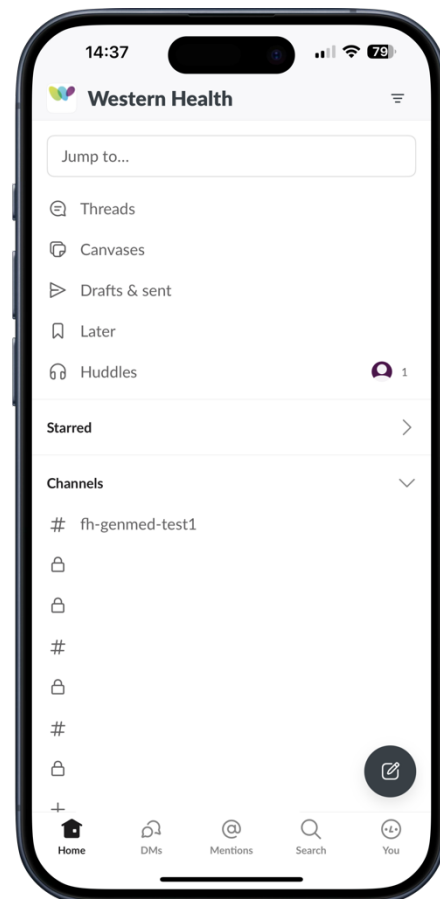 14:37
79
Western Health
Jump to...
Threads
Canvases
Drafts & sent
Later
Huddles 1
Starred
Channels
# fh-genmed-test1
#
#
Home DMs Mentions Search You